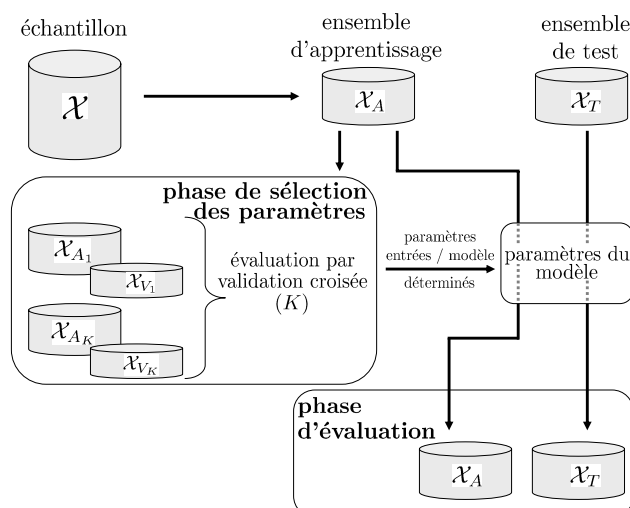 échantillon
𝒳
ensemble
d'apprentissage
𝒳_A
ensemble
de test
𝒳_T
phase de sélection
des paramètres
𝒳_{A_1}
𝒳_{V_1}
𝒳_{A_K}
𝒳_{V_K}
évaluation par
validation croisée
(K)
paramètres
entrées / modèle
déterminés
paramètres du
modèle
phase
d'évaluation
𝒳_A
𝒳_T